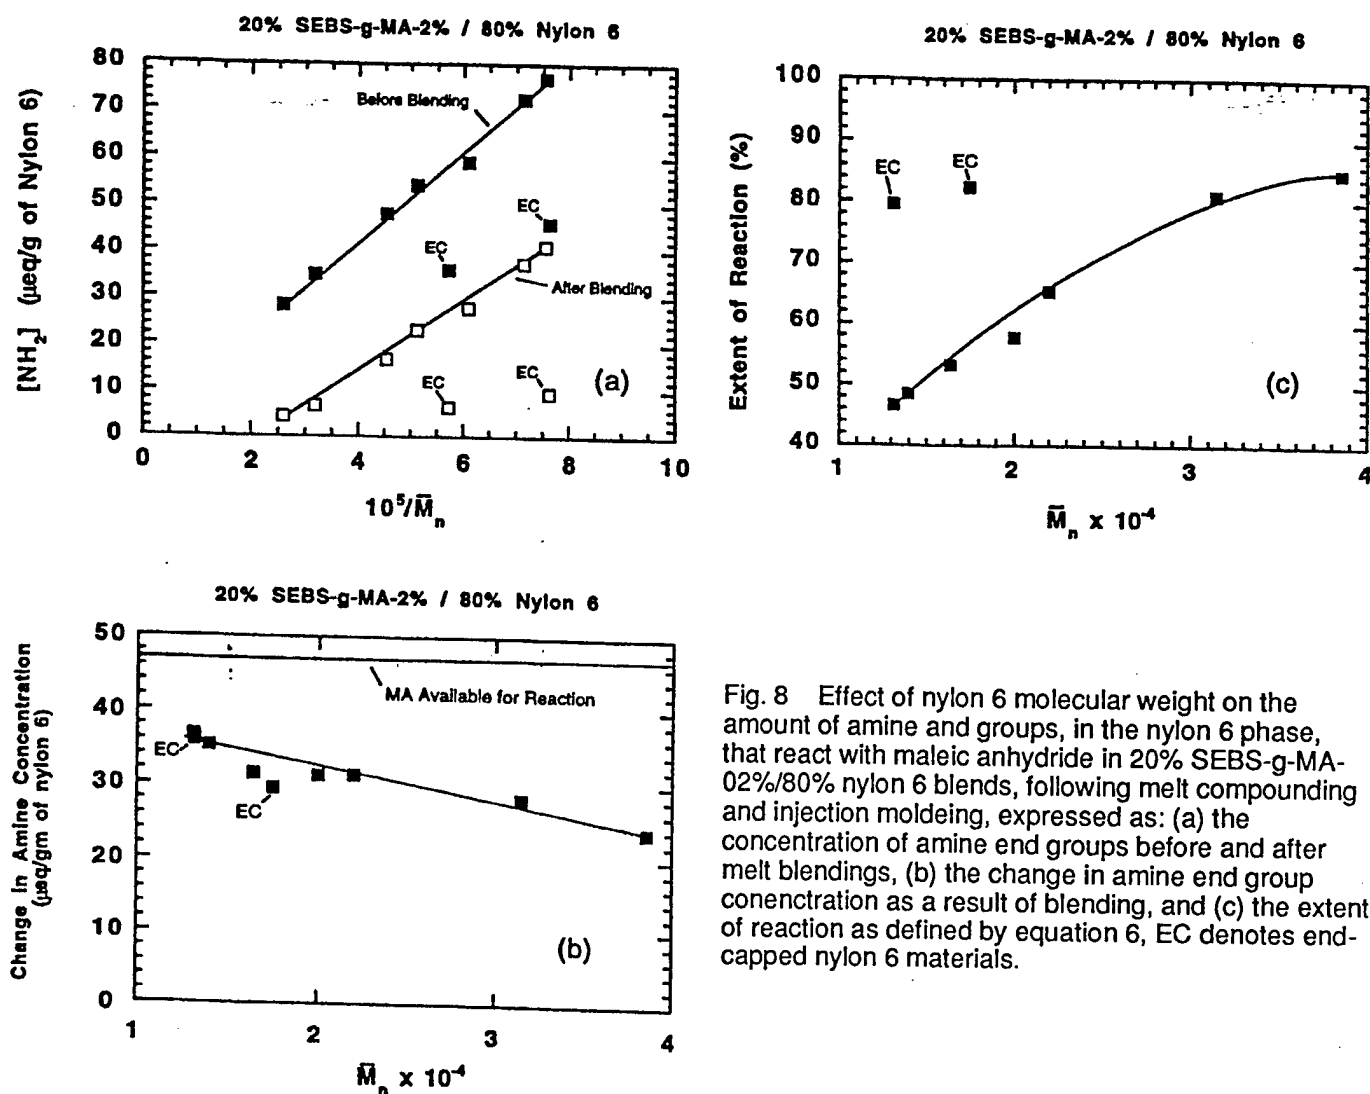 20% SEBS-g-MA-2% / 80% Nylon 6
[NH2] (µeq/g of Nylon 6)
80
70
60
50
40
30
20
10
0
Before Blending
EC
EC
After Blending
EC
EC
(a)
0 2 4 6 8 10
10^5/M̄n
20% SEBS-g-MA-2% / 80% Nylon 6
Extent of Reaction (%)
100
90
80
70
60
50
40
EC
EC
(c)
1 2 3 4
M̄n x 10^-4
20% SEBS-g-MA-2% / 80% Nylon 6
Change in Amine Concentration
(µeq/gm of nylon 6)
50
40
30
20
10
0
MA Available for Reaction
EC
EC
(b)
1 2 3 4
M̄n x 10^-4
Fig. 8 Effect of nylon 6 molecular weight on the
amount of amine and groups, in the nylon 6 phase,
that react with maleic anhydride in 20% SEBS-g-MA-
02%/80% nylon 6 blends, following melt compounding
and injection moldeing, expressed as: (a) the
concentration of amine end groups before and after
melt blendings, (b) the change in amine end group
conenctration as a result of blending, and (c) the extent
of reaction as defined by equation 6, EC denotes end-
capped nylon 6 materials.